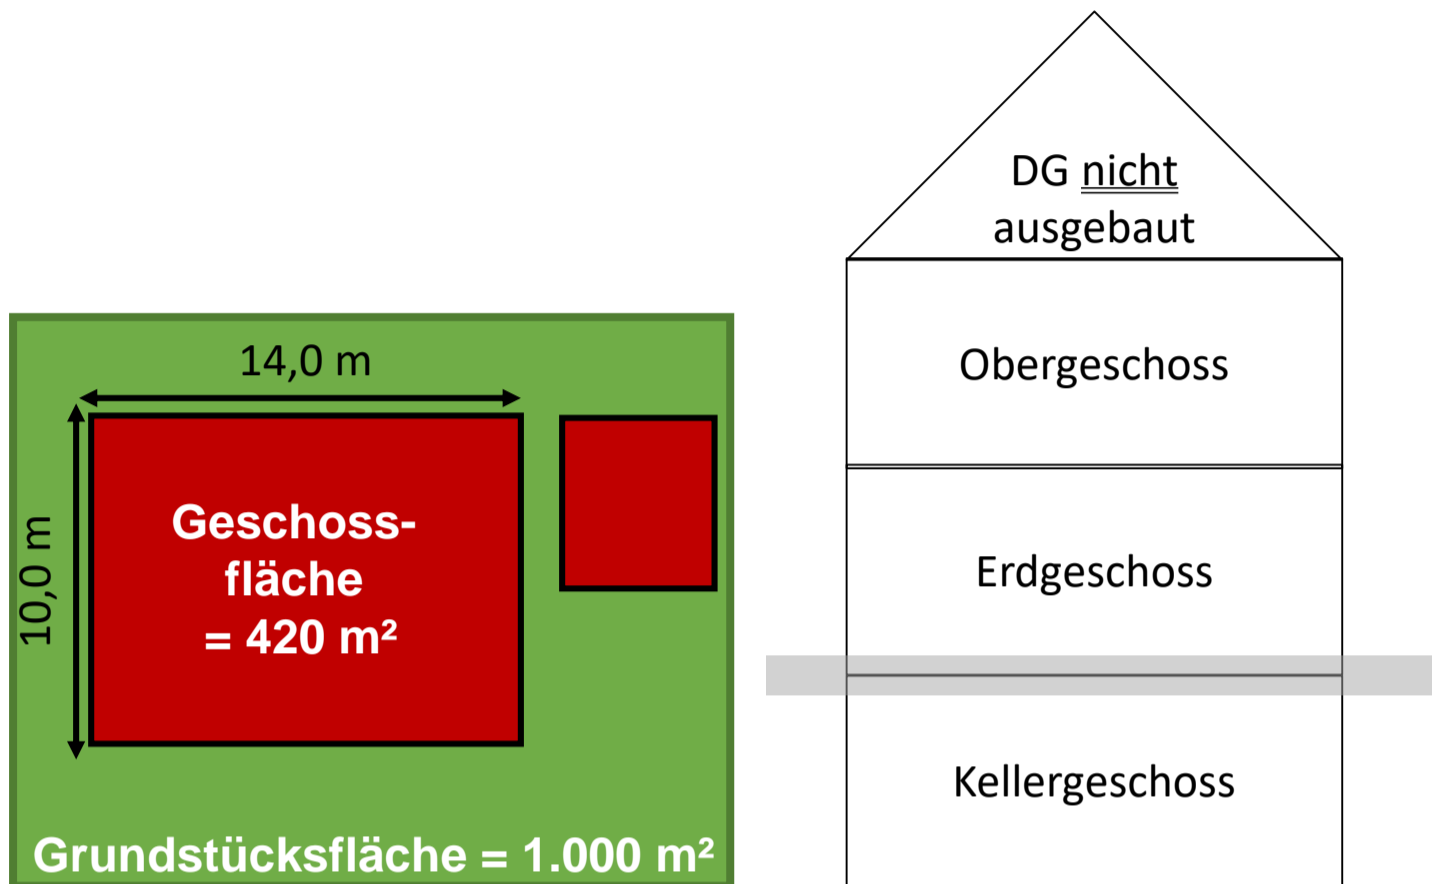 14,0 m
10,0 m
Geschoss-
fläche
= 420 m²
Grundstücksfläche = 1.000 m²
DG nicht
ausgebaut
Obergeschoss
Erdgeschoss
Kellergeschoss